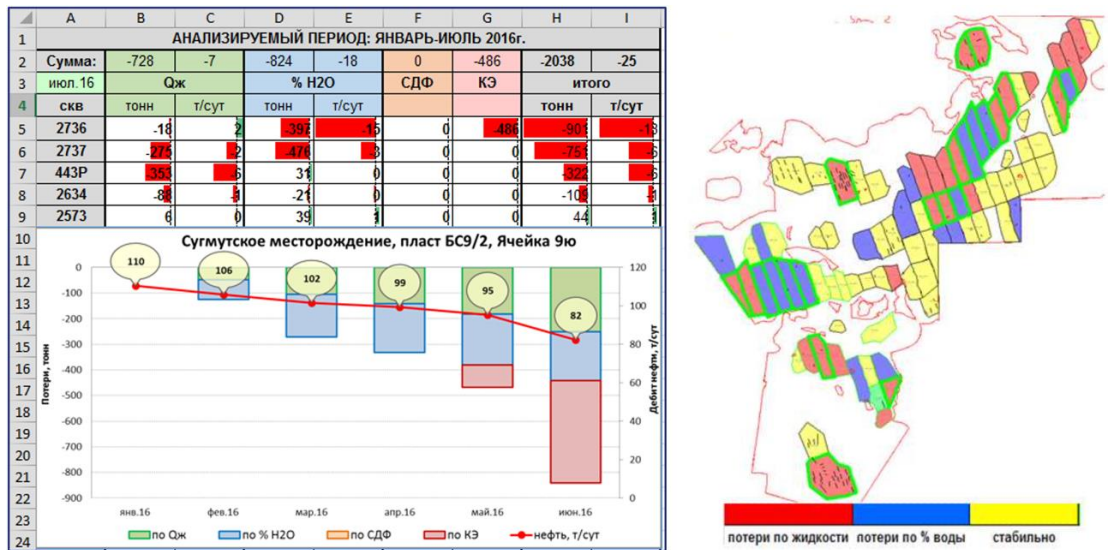 A B C D E F G H I
1 АНАЛИЗИРУЕМЫЙ ПЕРИОД: ЯНВАРЬ-ИЮЛЬ 2016г.
2 Сумма: -728 -7 -824 -18 0 -486 -2038 -25
3 июл.16 Qж % H2O СДФ КЭ итого
4 скв тонн т/сут тонн т/сут тонн т/сут
5 2736 -18 2 -397 -15 0 -486 -901 -13
6 2737 -275 -2 -476 -3 0 0 -751 -6
7 443Р -353 -6 31 0 0 0 -322 -6
8 2634 -88 -1 -21 0 0 0 -1
9 2573 6 0 39 1 0 0 44 1
10 Сугмутское месторождение, пласт БС9/2, Ячейка 9ю
11
12
13
14
15
16
17
18
19
20
21
22
23
24
0 -100 -200 -300 -400 -500 -600 -700 -800 -900
Потери, тонн
110 106 102 99 95 82
120 100 80 60 40 20 0
Дебит нефти, т/сут
янв.16 фев.16 мар.16 апр.16 май.16 июн.16
по Qж по % H2O по СДФ по КЭ нефть, т/сут
потери по жидкости потери по % воды стабильно